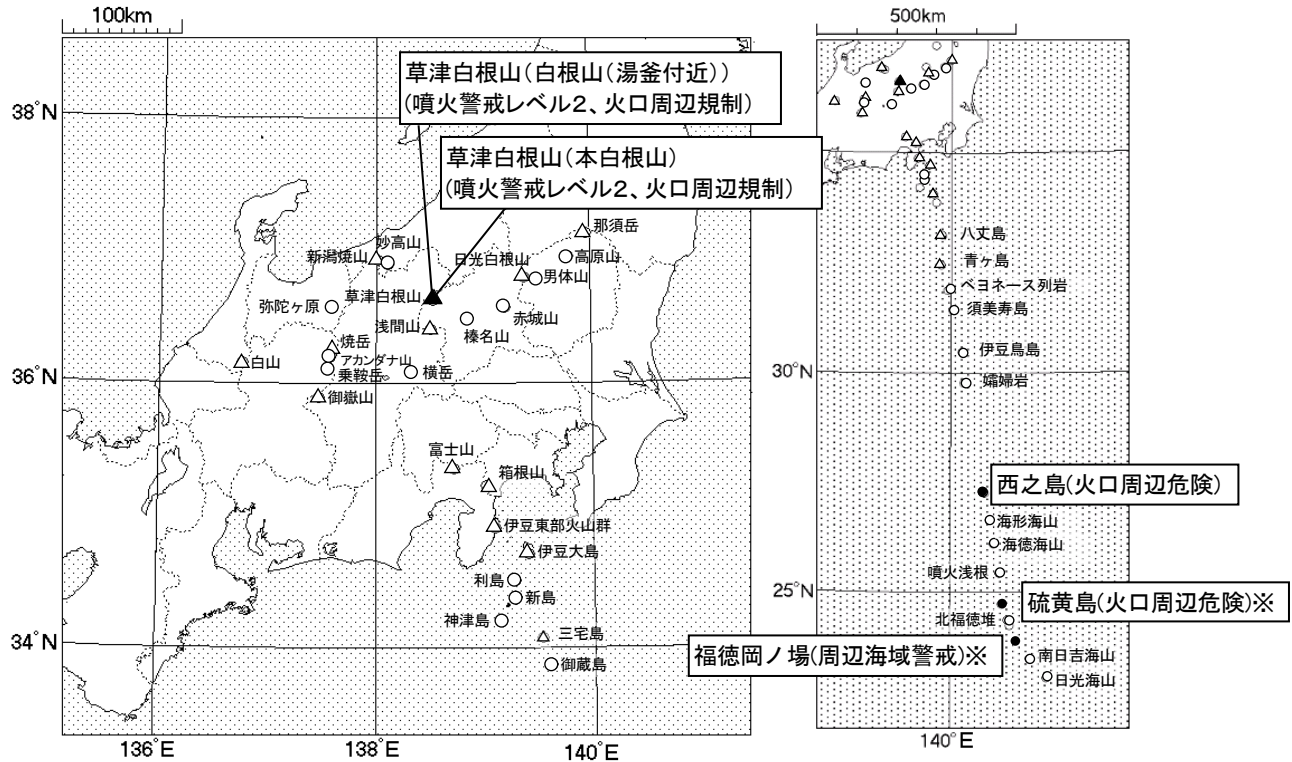 100km
500km
草津白根山(白根山(湯釜付近))
(噴火警戒レベル2、火口周辺規制)
草津白根山(本白根山)
(噴火警戒レベル2、火口周辺規制)
38°N
36°N
34°N
136°E
138°E
140°E
那須岳
妙高山
新潟焼山
日光白根山
高原山
男体山
草津白根山
弥陀ヶ原
赤城山
浅間山
榛名山
焼岳
アカンダナ山
白山
乗鞍岳
横岳
御嶽山
富士山
箱根山
伊豆東部火山群
伊豆大島
利島
新島
神津島
三宅島
御蔵島
八丈島
青ヶ島
ベヨネース列岩
須美寿島
伊豆鳥島
30°N
孀婦岩
西之島(火口周辺危険)
海形海山
海徳海山
噴火浅根
25°N
硫黄島(火口周辺危険)※
北福徳堆
福徳岡ノ場(周辺海域警戒)※
南日吉海山
日光海山
140°E